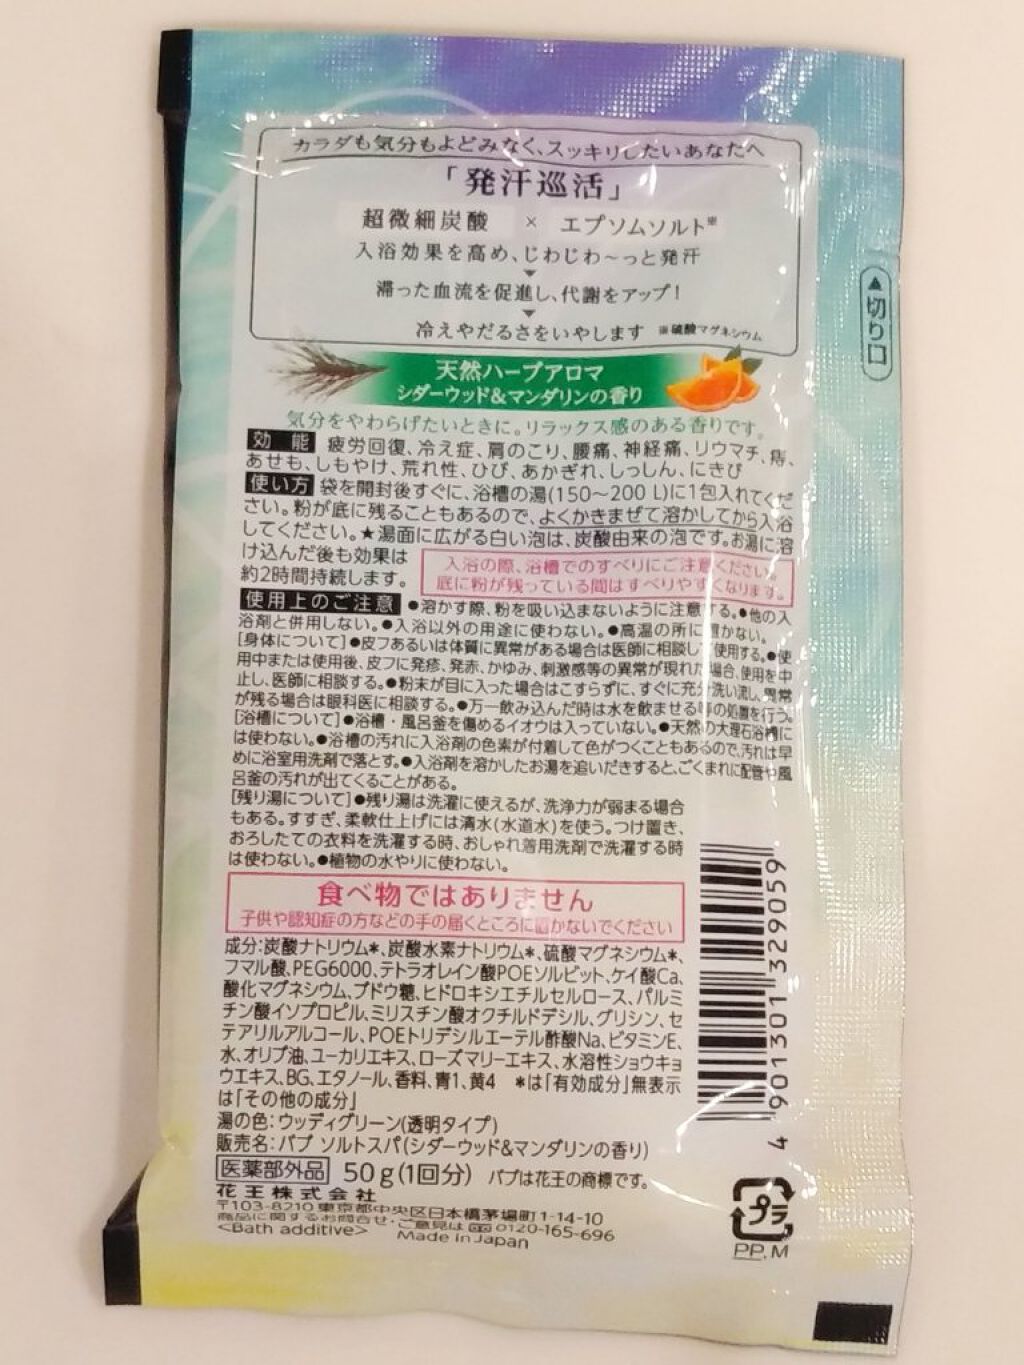 カラダも気分もよどみなく、スッキリしたいあなたへ
「発汗巡活」
超微細炭酸 × エプソムソルト※
入浴効果を高め、じわじわ〜っと発汗
▼
滞った血流を促進し、代謝をアップ！
▼
冷えやだるさをいやします ※硫酸マグネシウム
▲切り口
天然ハーブアロマ
シダーウッド&マンダリンの香り
気分をやわらげたいときに。リラックス感のある香りです。
効能 疲労回復、冷え症、肩のこり、腰痛、神経痛、リウマチ、痔、
あせも、しもやけ、荒れ性、ひび、あかぎれ、しっしん、にきび
使い方 袋を開封後すぐに、浴槽の湯(150〜200 L)に1包入れてくだ
さい。粉が底に残ることもあるので、よくかきまぜて溶かしてから入浴
してください。★湯面に広がる白い泡は、炭酸由来の泡です。お湯に溶
け込んだ後も効果は
約2時間持続します。
入浴の際、浴槽でのすべりにご注意ください。
底に粉が残っている間はすべりやすくなります。
使用上のご注意 ●溶かす際、粉を吸い込まないように注意する。●他の入
浴剤と併用しない。●入浴以外の用途に使わない。●高温の所に置かない。
[身体について]●皮フあるいは体質に異常がある場合は医師に相談して使用する。●使
用中または使用後、皮フに発疹、発赤、かゆみ、刺激感等の異常が現れた場合、使用を中
止し、医師に相談する。●粉末が目に入った場合はこすらずに、すぐに充分洗い流し、異常
が残る場合は眼科医に相談する。●万一飲み込んだ時は水を飲ませる等の処置を行う。
[浴槽について]●浴槽・風呂釜を傷めるイオウは入っていない。●天然の大理石浴槽に
は使わない。●浴槽の汚れに入浴剤の色素が付着して色がつくこともあるので、汚れは早
めに浴室用洗剤で落とす。●入浴剤を溶かしたお湯を追いだきすると、ごくまれに配管や風
呂釜の汚れが出てくることがある。
[残り湯について]●残り湯は洗濯に使えるが、洗浄力が弱まる場合
もある。すすぎ、柔軟仕上げには清水(水道水)を使う。つけ置き、
おろしたての衣料を洗濯する時、おしゃれ着用洗剤で洗濯する時
は使わない。●植物の水やりに使わない。
食べ物ではありません
子供や認知症の方などの手の届くところに置かないでください
成分:炭酸ナトリウム*、炭酸水素ナトリウム*、硫酸マグネシウム*、
フマル酸、PEG6000、テトラオレイン酸POEソルビット、ケイ酸Ca、
酸化マグネシウム、ブドウ糖、ヒドロキシエチルセルロース、パルミ
チン酸イソプロピル、ミリスチン酸オクチルドデシル、グリシン、セ
テアリルアルコール、POEトリデシルエーテル酢酸Na、ビタミンE、
水、オリブ油、ユーカリエキス、ローズマリーエキス、水溶性ショウキョ
ウエキス、BG、エタノール、香料、青1、黄4 *は「有効成分」無表示
は「その他の成分」
湯の色:ウッディグリーン(透明タイプ)
販売名:バブ ソルトスパ(シダーウッド&マンダリンの香り)
医薬部外品 50g(1回分) バブは花王の商標です。
花王株式会社
〒103-8210 東京都中央区日本橋茅場町1-14-10
商品に関するお問合せ・ご意見は 0120-165-696
<Bath additive> Made in Japan
4 901301 329059
プラ
PP, M